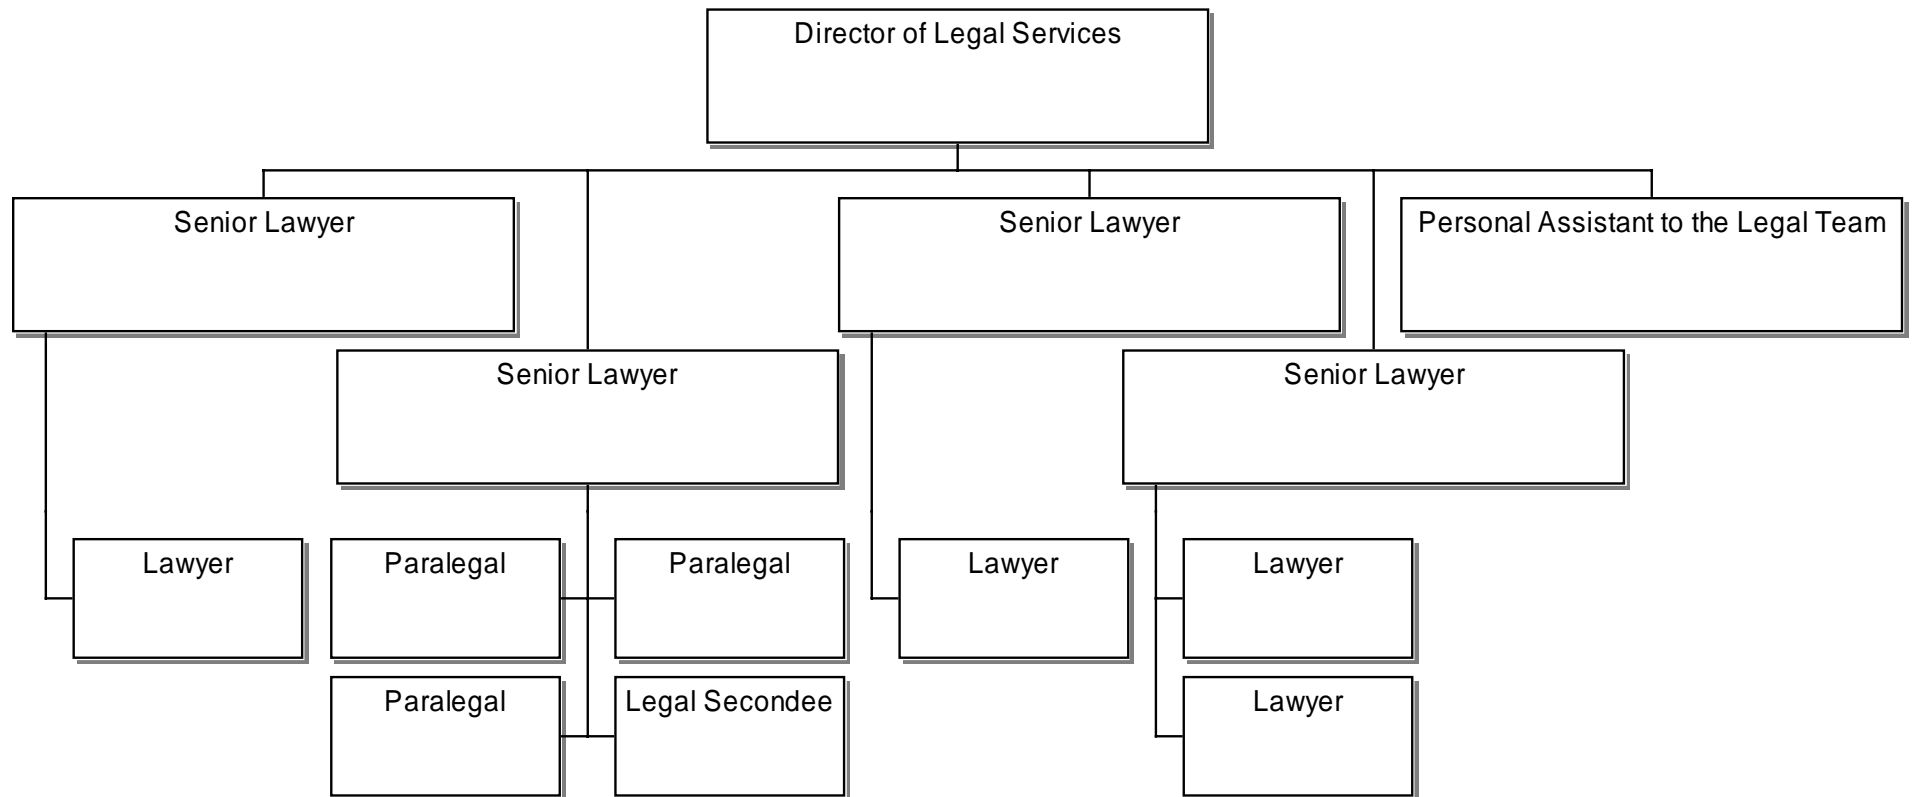 Director of Legal Services
Senior Lawyer
Senior Lawyer
Personal Assistant to the Legal Team
Senior Lawyer
Senior Lawyer
Lawyer
Paralegal
Paralegal
Lawyer
Lawyer
Paralegal
Legal Secondee
Lawyer